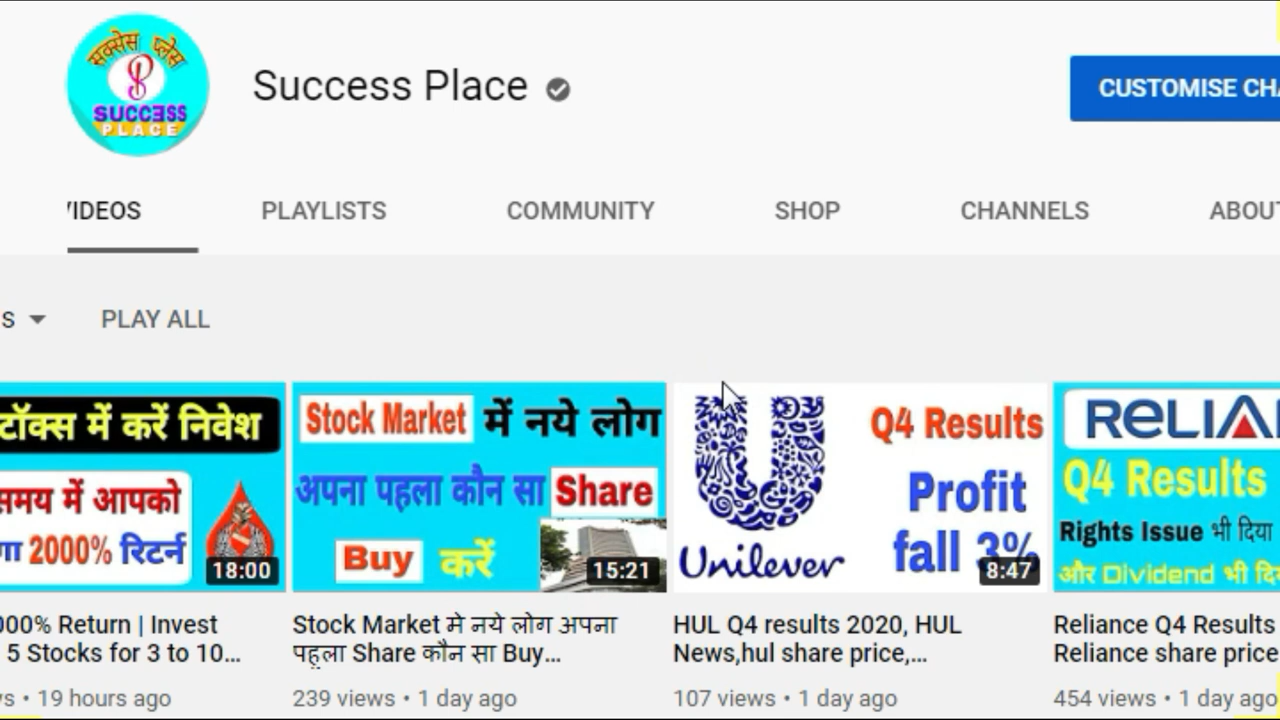 सक्सेस प्लेस
SUCCESS
PLACE
Success Place
CUSTOMISE CHA
VIDEOS
PLAYLISTS
COMMUNITY
SHOP
CHANNELS
ABOUT
S
PLAY ALL
टॉक्स में करें निवेश
समय में आपको
गा 2000% रिटर्न
18:00
000% Return | Invest
5 Stocks for 3 to 10...
ws • 19 hours ago
Stock Market में नये लोग
अपना पहला कौन सा Share
Buy करें
15:21
Stock Market मे नये लोग अपना
पहला Share कौन सा Buy...
239 views • 1 day ago
Q4 Results
Profit
fall 3%
Unilever
8:47
HUL Q4 results 2020, HUL
News,hul share price,...
107 views • 1 day ago
RELIA
Q4 Results
Rights Issue भी दिया
और Dividend भी दि
Reliance Q4 Results
Reliance share price
454 views • 1 day ago